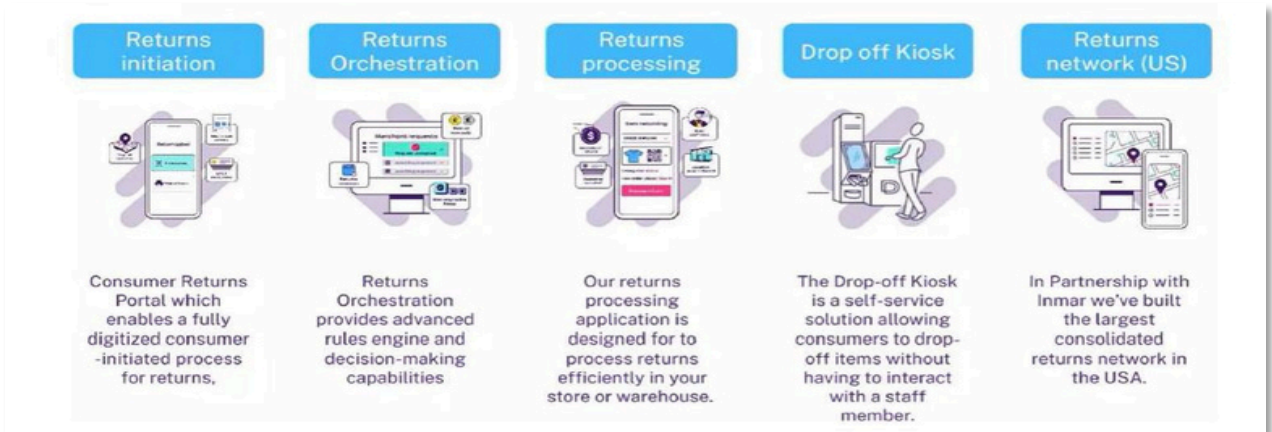 Returns
initiation
Returns
Orchestration
Returns
processing
Drop off Kiosk
Returns
network (US)
Merchant requests
Item returning
Consumer Returns
Portal which
enables a fully
digitized consumer
-initiated process
for returns,
Returns
Orchestration
provides advanced
rules engine and
decision-making
capabilities
Our returns
processing
application is
designed for to
process returns
efficiently in your
store or warehouse.
The Drop-off Kiosk
is a self-service
solution allowing
consumers to drop-
off items without
having to interact
with a staff
member.
In Partnership with
Inmar we've built
the largest
consolidated
returns network in
the USA.